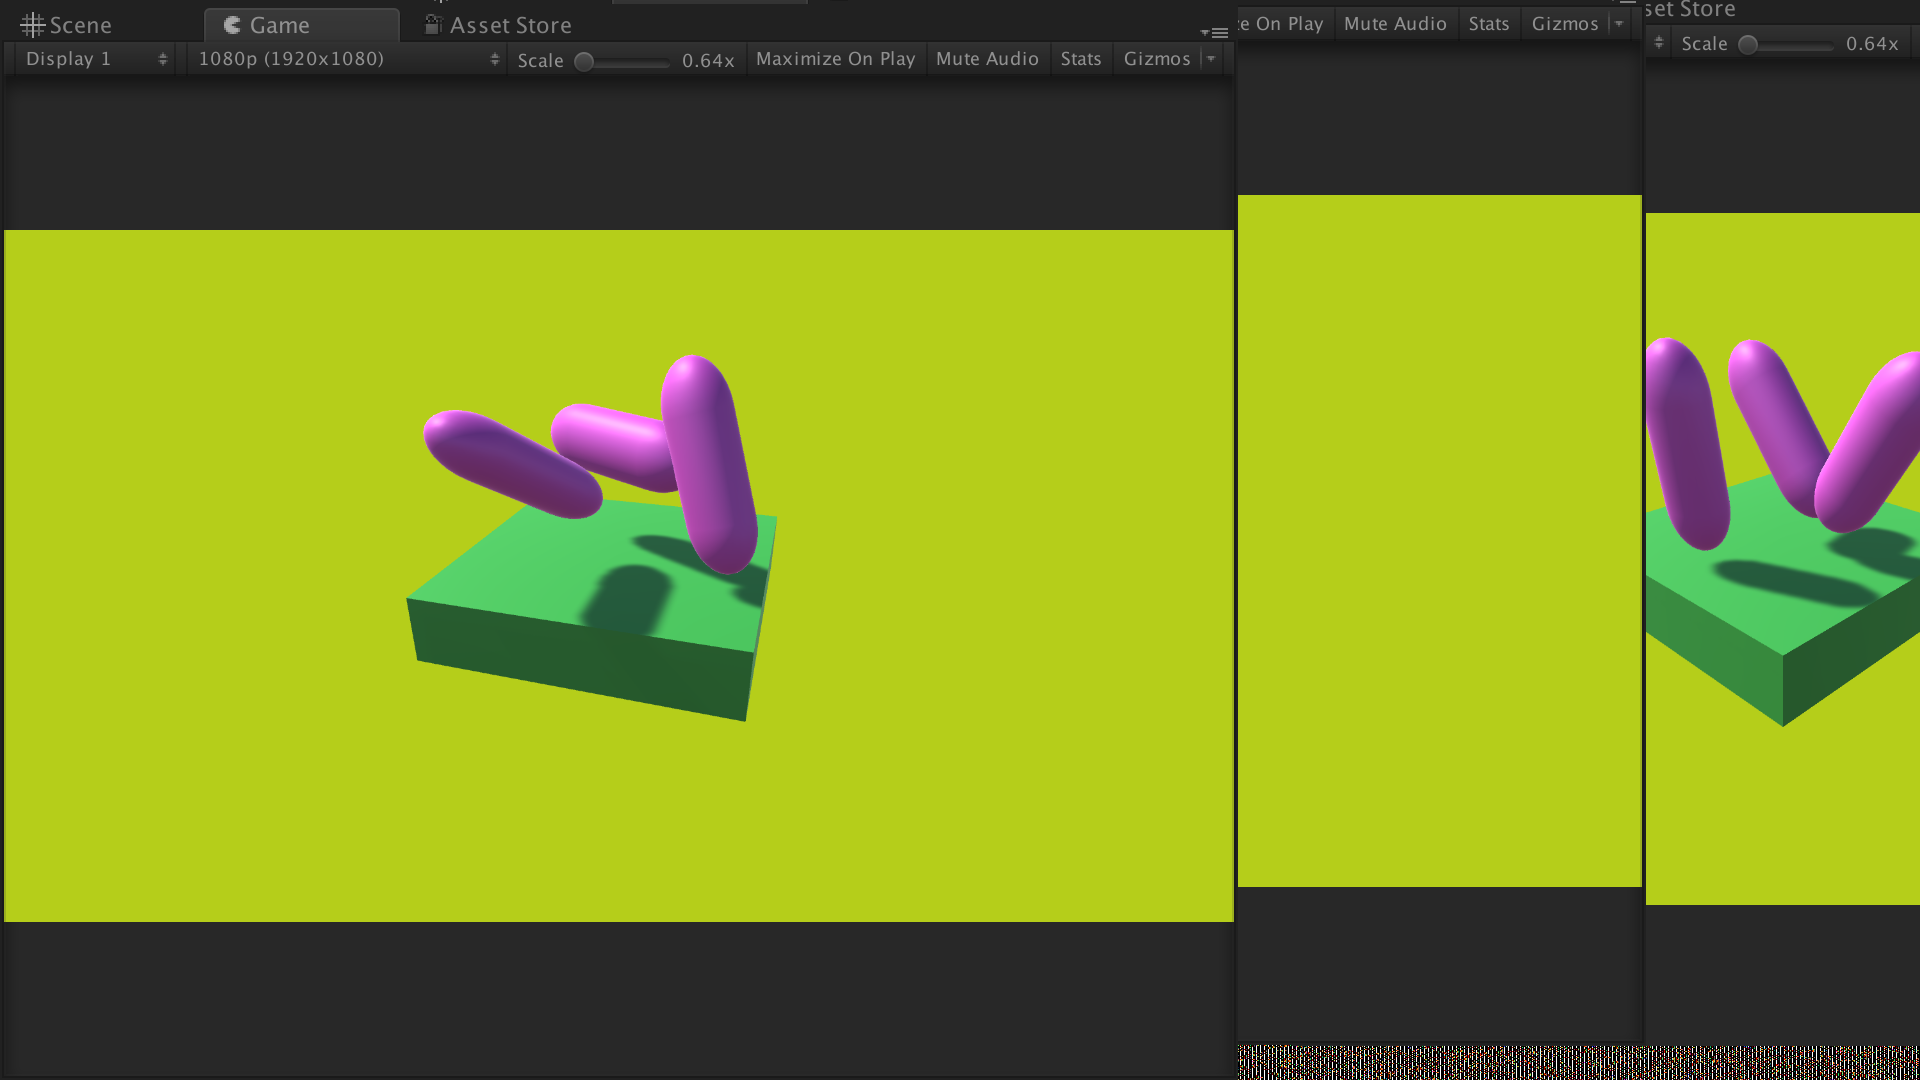 Scene Game Asset Store
Display 1 1080p (1920x1080) Scale 0.64x Maximize On Play Mute Audio Stats Gizmos
On Play Mute Audio Stats Gizmos
Store
Scale 0.64x